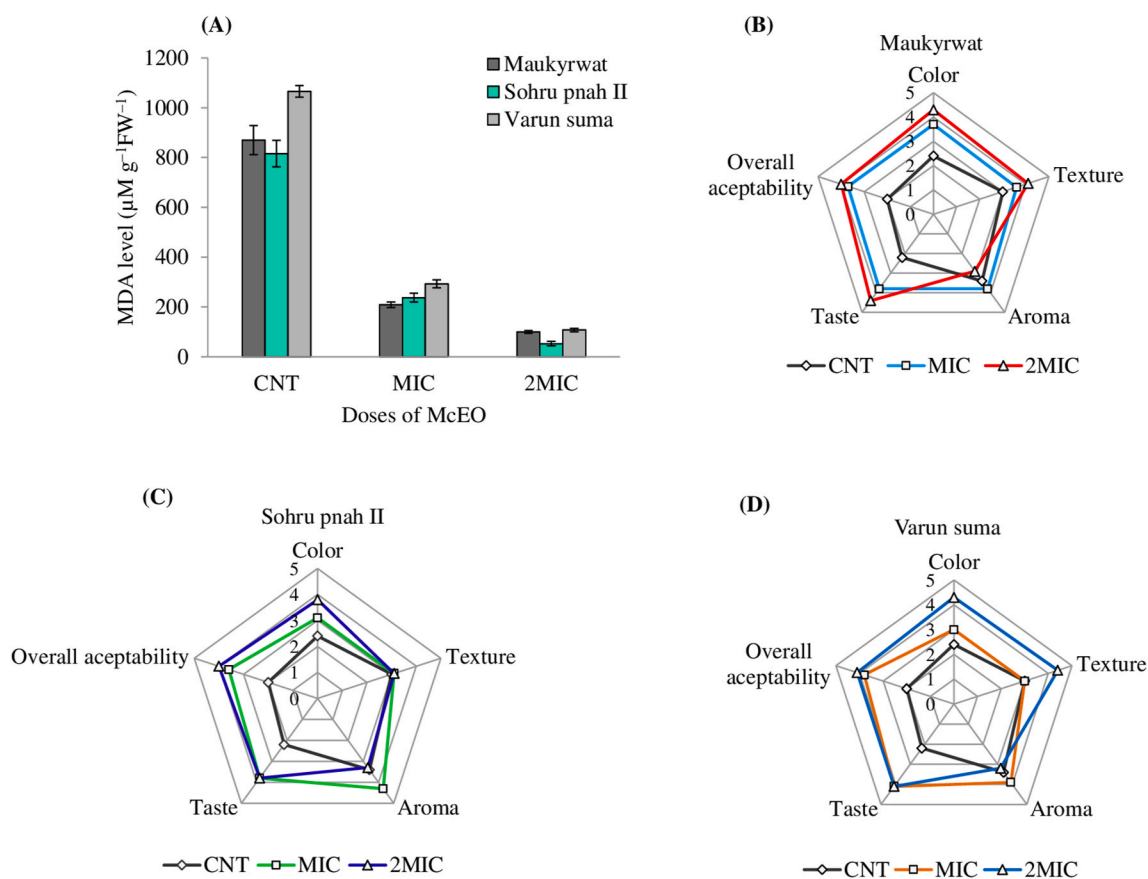 (A)
1200
1000
800
600
400
200
0
MDA level (µM g⁻¹FW⁻¹)
Maukyrwat
Sohru pnah II
Varun suma
CNT MIC 2MIC
Doses of McEO
(B)
Maukyrwat
Color
5
4
3
2
1
0
Texture
Aroma
Taste
Overall
aceptability
CNT MIC 2MIC
(C)
Sohru pnah II
Color
5
4
3
2
1
0
Texture
Aroma
Taste
Overall aceptability
CNT MIC 2MIC
(D)
Varun suma
Color
5
4
3
2
1
0
Texture
Aroma
Taste
Overall
aceptability
CNT MIC 2MIC